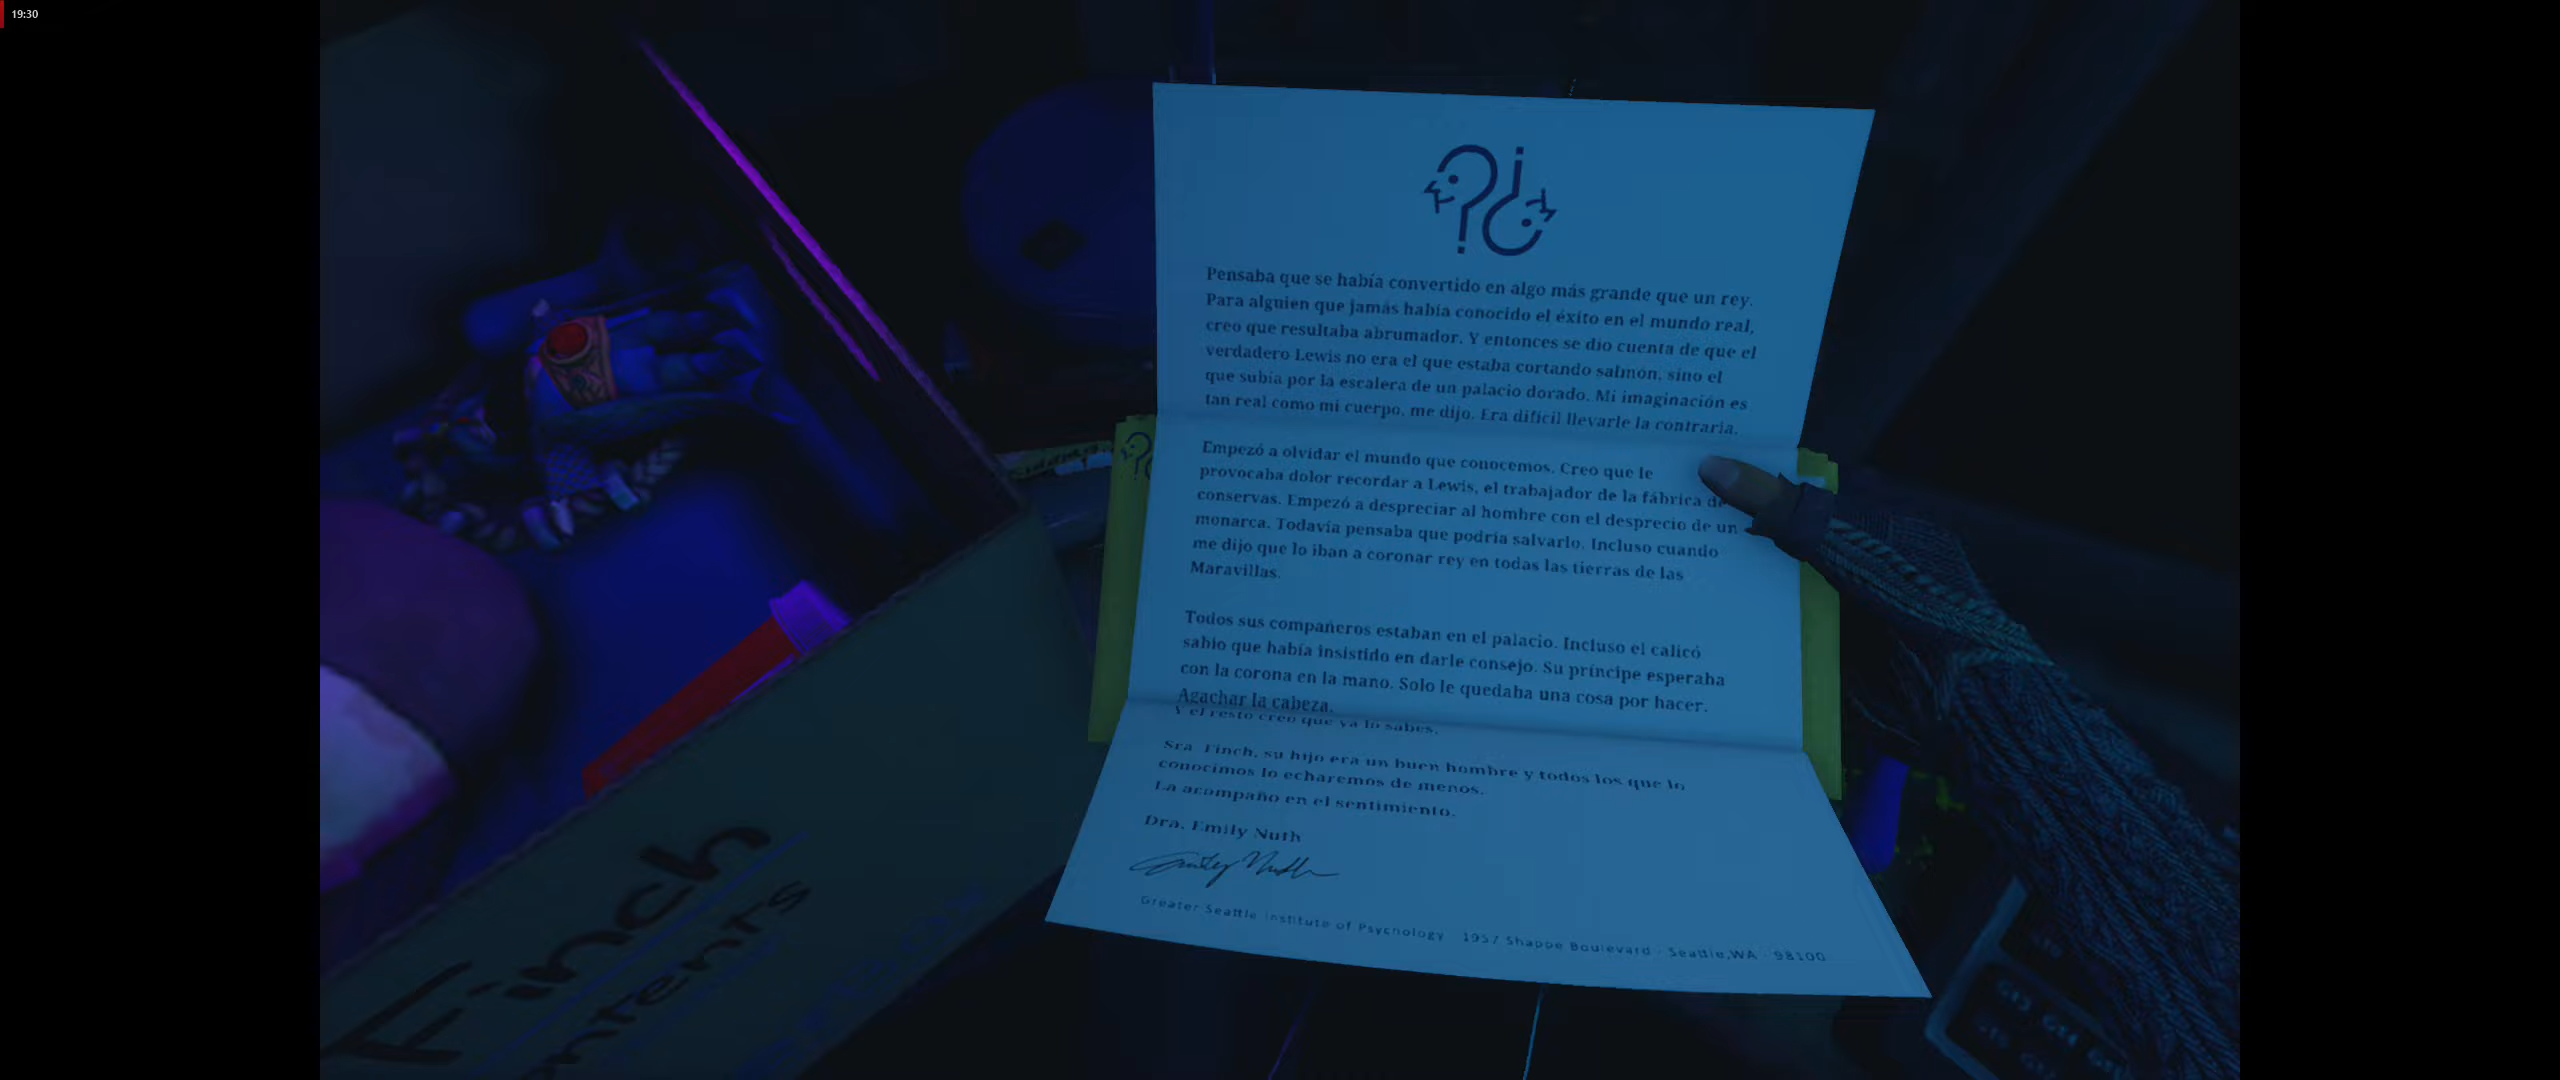 19:30
Pensaba que se había convertido en algo más grande que un rey.
Para alguien que jamás había conocido el éxito en el mundo real,
creo que resultaba abrumador. Y entonces se dio cuenta de que el
verdadero Lewis no era el que estaba cortando salmón, sino el
que subía por la escalera de un palacio dorado. Mi imaginación es
tan real como mi cuerpo, me dijo. Era difícil llevarle la contraria.
Empezó a olvidar el mundo que conocemos. Creo que le
provocaba dolor recordar a Lewis, el trabajador de la fábrica de
conservas. Empezó a despreciar al hombre con el desprecio de un
monarca. Todavía pensaba que podría salvarlo. Incluso cuando
me dijo que lo iban a coronar rey en todas las tierras de las
Maravillas.
Todos sus compañeros estaban en el palacio. Incluso el calicó
sabio que había insistido en darle consejo. Su príncipe esperaba
con la corona en la mano. Solo le quedaba una cosa por hacer.
Agachar la cabeza.
Y el resto creo que ya lo sabes.
Sra. Finch, su hijo era un buen hombre y todos los que lo
conocimos lo echaremos de menos.
La acompaño en el sentimiento.
Dra. Emily Nuth
Emily Nuth
Greater Seattle Institute of Psychology 1957 Shappe Boulevard · Seattle, WA · 98100
Finch